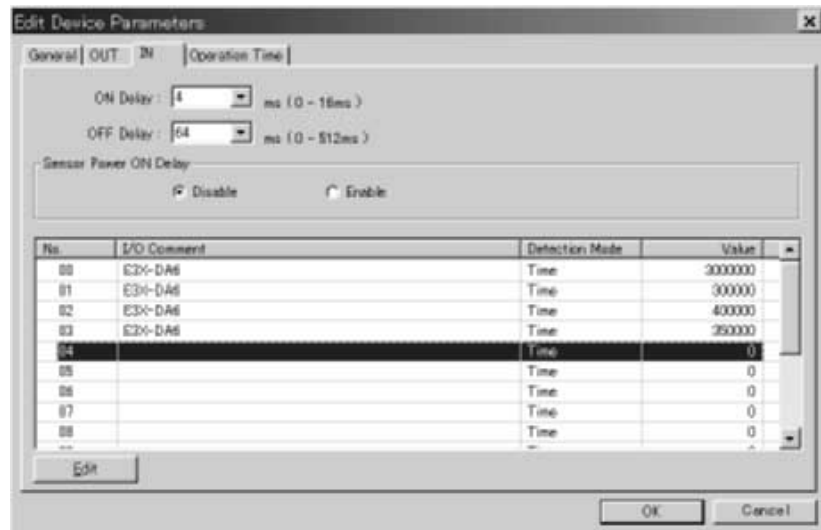 Edit Device Parameters
General OUT IN Operation Time
ON Delay : 4 ms ( 0 - 16ms )
OFF Delay : 64 ms ( 0 - 512ms )
Sensor Power ON Delay
Disable Enable
No. I/O Comment Detection Mode Value
00 E3X-DA6 Time 3000000
01 E3X-DA6 Time 300000
02 E3X-DA6 Time 400000
03 E3X-DA6 Time 350000
04 Time 0
05 Time 0
06 Time 0
07 Time 0
08 Time 0
Edit
OK Cancel